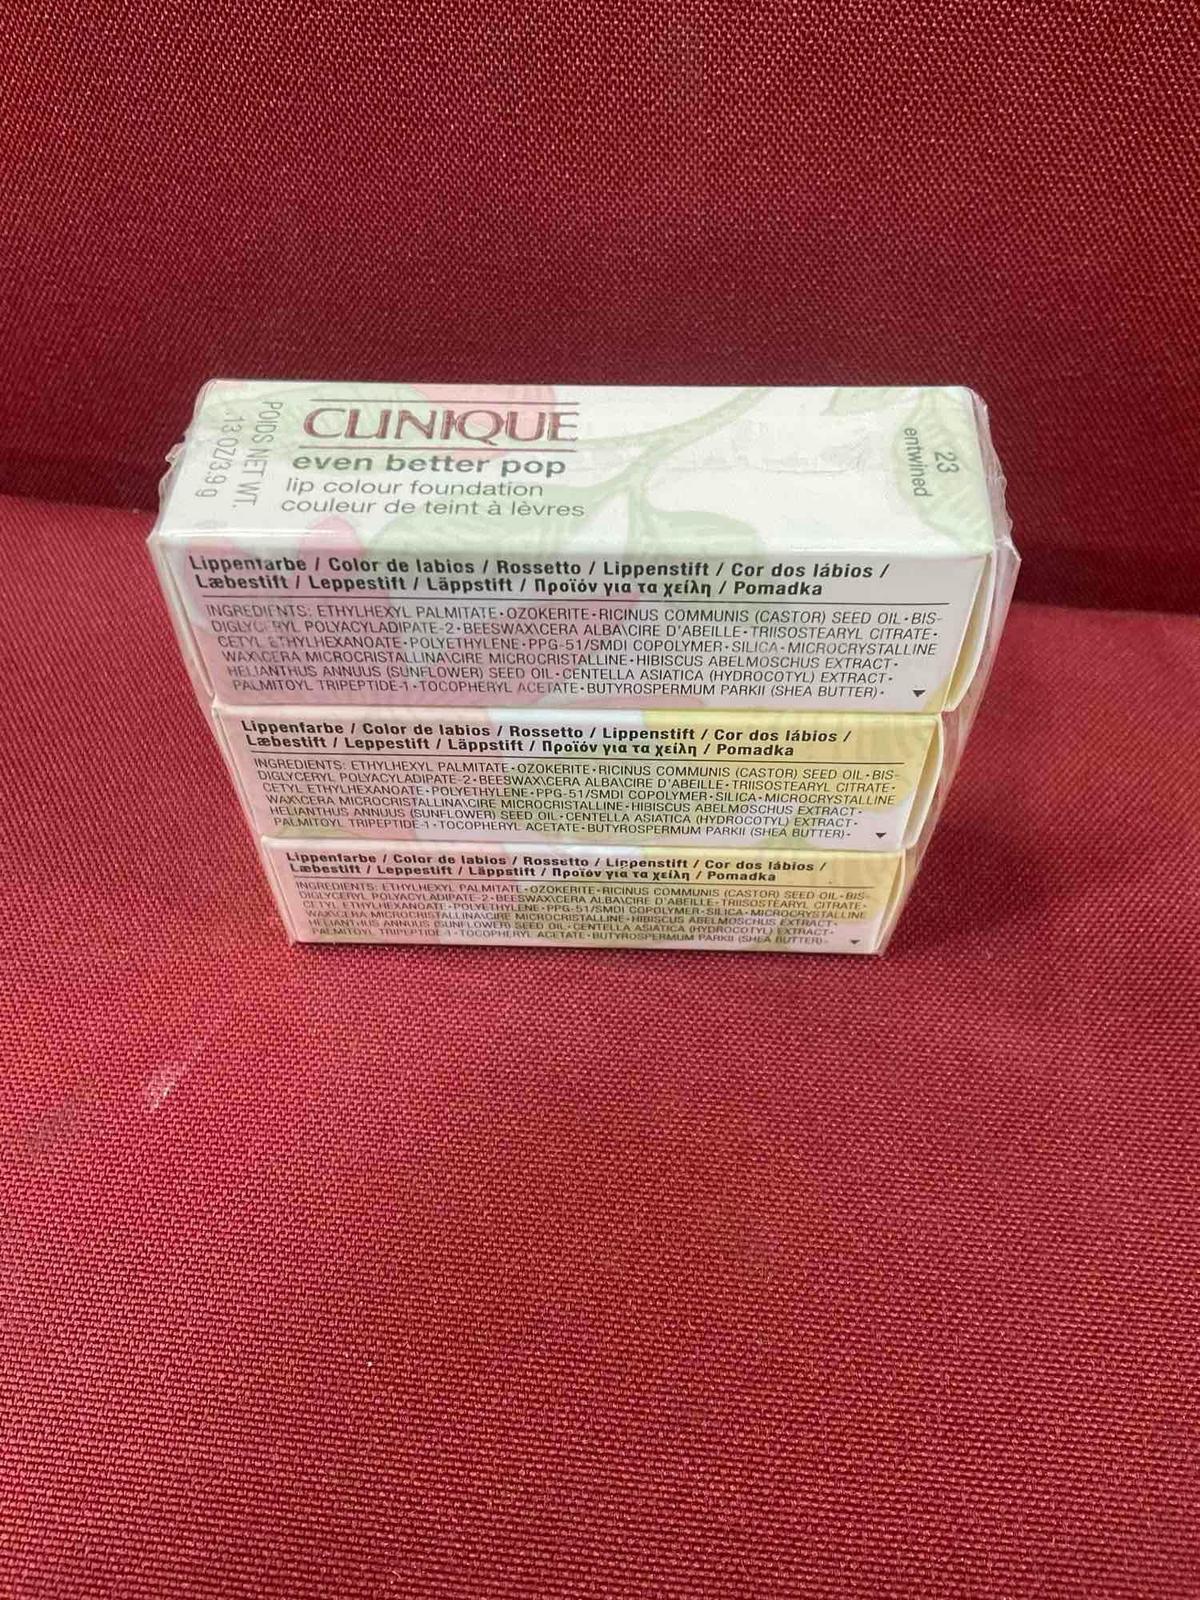 CLINIQUE
even better pop
lip colour foundation
couleur de teint à lèvres
POIDS NET WT.
.13 OZ/3.9 g
23
entwined
Lippenfarbe / Color de labios / Rossetto / Lippenstift / Cor dos lábios /
Læbestift / Leppestift / Läppstift / Προϊόν για τα χείλη / Pomadka
INGREDIENTS: ETHYLHEXYL PALMITATE•OZOKERITE•RICINUS COMMUNIS (CASTOR) SEED OIL•BIS-
DIGLYCERYL POLYACYLADIPATE-2•BEESWAX\CERA ALBA\CIRE D'ABEILLE•TRIISOSTEARYL CITRATE•
CETYL ETHYLHEXANOATE•POLYETHYLENE•PPG-51/SMDI COPOLYMER•SILICA•MICROCRYSTALLINE
WAX\CERA MICROCRISTALLINA\CIRE MICROCRISTALLINE•HIBISCUS ABELMOSCHUS EXTRACT•
HELIANTHUS ANNUUS (SUNFLOWER) SEED OIL•CENTELLA ASIATICA (HYDROCOTYL) EXTRACT•
PALMITOYL TRIPEPTIDE-1•TOCOPHERYL ACETATE•BUTYROSPERMUM PARKII (SHEA BUTTER)•
Lippenfarbe / Color de labios / Rossetto / Lippenstift / Cor dos lábios /
Læbestift / Leppestift / Läppstift / Προϊόν για τα χείλη / Pomadka
INGREDIENTS: ETHYLHEXYL PALMITATE•OZOKERITE•RICINUS COMMUNIS (CASTOR) SEED OIL•BIS-
DIGLYCERYL POLYACYLADIPATE-2•BEESWAX\CERA ALBA\CIRE D'ABEILLE•TRIISOSTEARYL CITRATE•
CETYL ETHYLHEXANOATE•POLYETHYLENE•PPG-51/SMDI COPOLYMER•SILICA•MICROCRYSTALLINE
WAX\CERA MICROCRISTALLINA\CIRE MICROCRISTALLINE•HIBISCUS ABELMOSCHUS EXTRACT•
HELIANTHUS ANNUUS (SUNFLOWER) SEED OIL•CENTELLA ASIATICA (HYDROCOTYL) EXTRACT•
PALMITOYL TRIPEPTIDE-1•TOCOPHERYL ACETATE•BUTYROSPERMUM PARKII (SHEA BUTTER)•
Lippenfarbe / Color de labios / Rossetto / Lippenstift / Cor dos lábios /
Læbestift / Leppestift / Läppstift / Προϊόν για τα χείλη / Pomadka
INGREDIENTS: ETHYLHEXYL PALMITATE•OZOKERITE•RICINUS COMMUNIS (CASTOR) SEED OIL•BIS-
DIGLYCERYL POLYACYLADIPATE-2•BEESWAX\CERA ALBA\CIRE D'ABEILLE•TRIISOSTEARYL CITRATE•
CETYL ETHYLHEXANOATE•POLYETHYLENE•PPG-51/SMDI COPOLYMER•SILICA•MICROCRYSTALLINE
WAX\CERA MICROCRISTALLINA\CIRE MICROCRISTALLINE•HIBISCUS ABELMOSCHUS EXTRACT•
HELIANTHUS ANNUUS (SUNFLOWER) SEED OIL•CENTELLA ASIATICA (HYDROCOTYL) EXTRACT•
PALMITOYL TRIPEPTIDE-1•TOCOPHERYL ACETATE•BUTYROSPERMUM PARKII (SHEA BUTTER)•